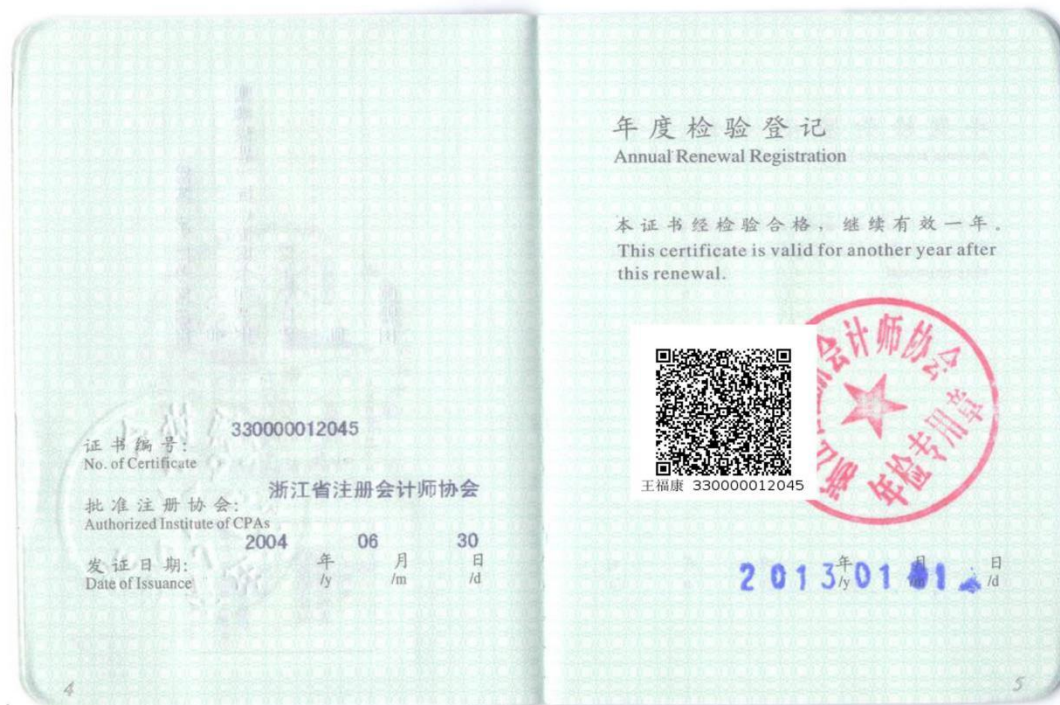 证书编号: 330000012045
No. of Certificate
批准注册协会: 浙江省注册会计师协会
Authorized Institute of CPAs
发证日期: 2004 年 06 月 30 日
Date of Issuance /y /m /d
4
年度检验登记
Annual Renewal Registration
本证书经检验合格，继续有效一年。
This certificate is valid for another year after
this renewal.
会计师协会
年检专用章
王福康 330000012045
2013 年 01 月 日
/y /m /d
5